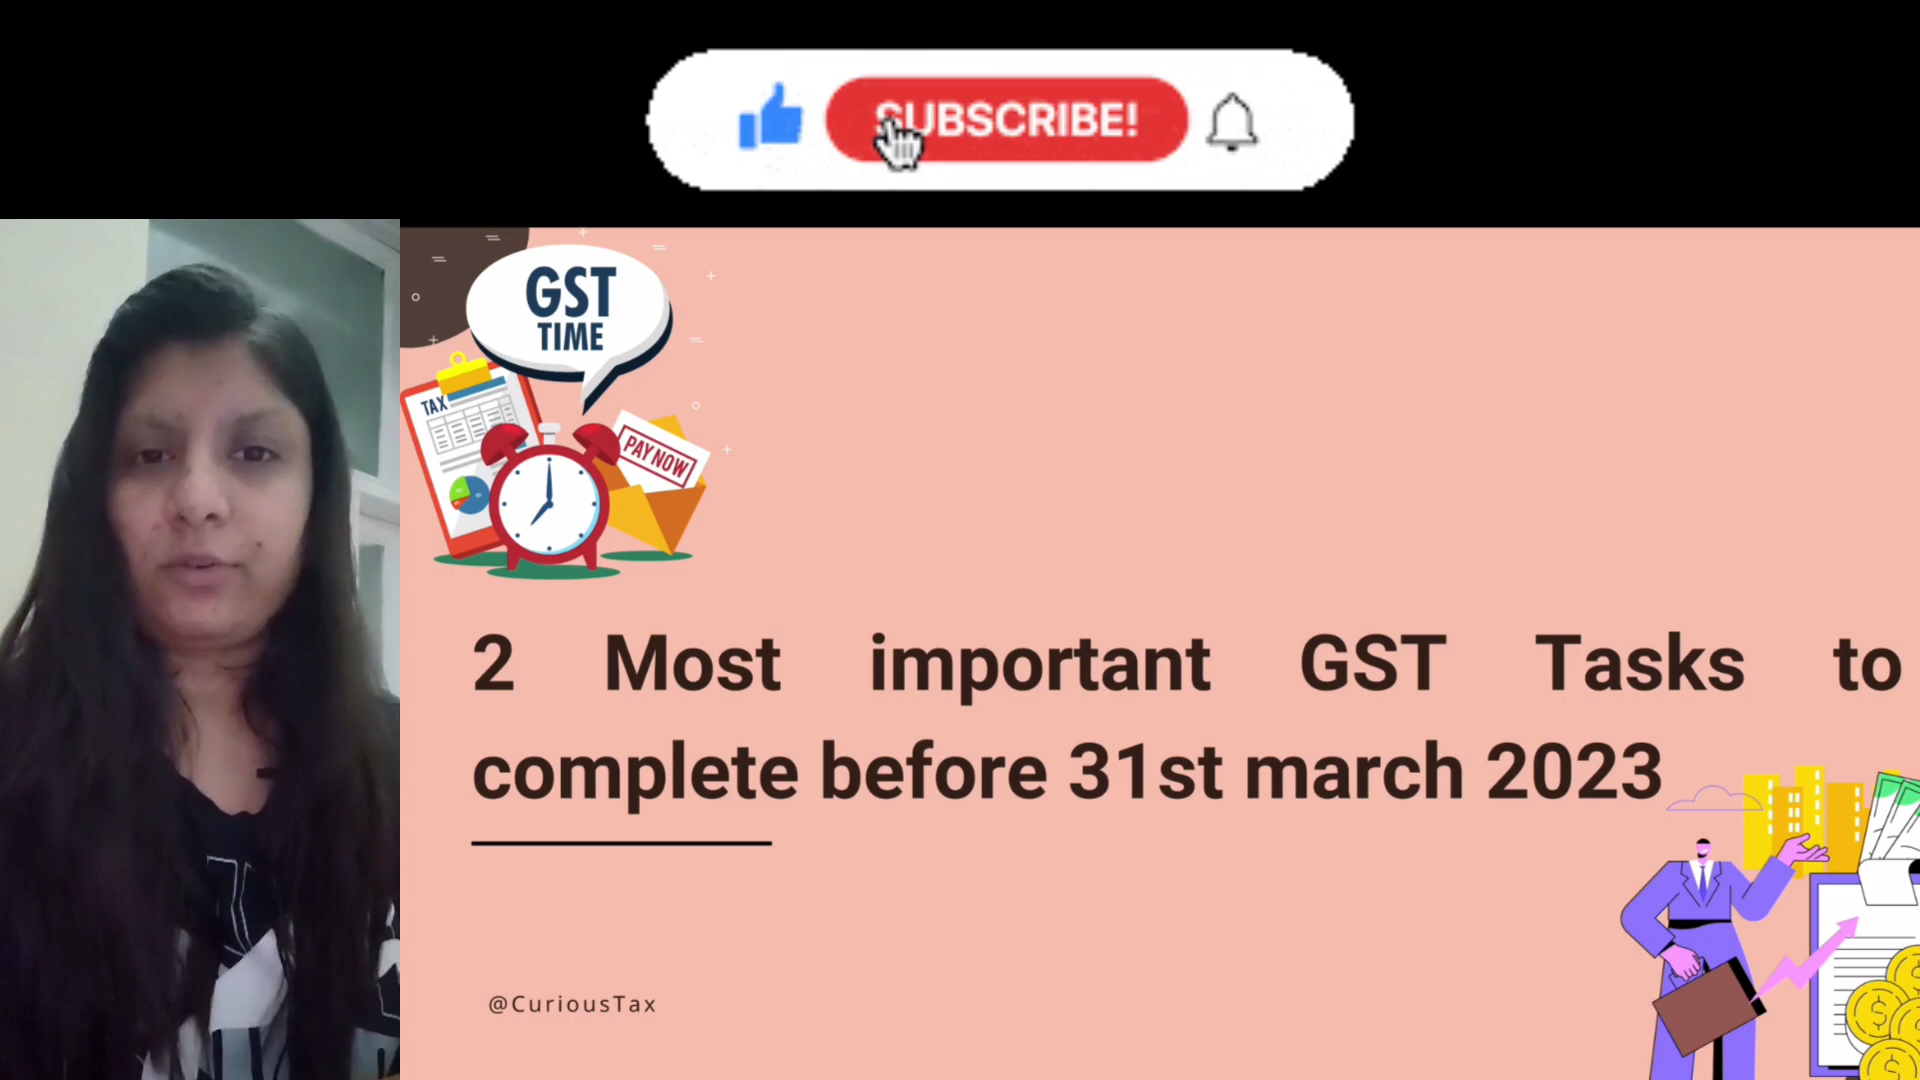 SUBSCRIBE!
GST
TIME
TAX
PAY NOW
2 Most important GST Tasks to
complete before 31st march 2023
@CuriousTax